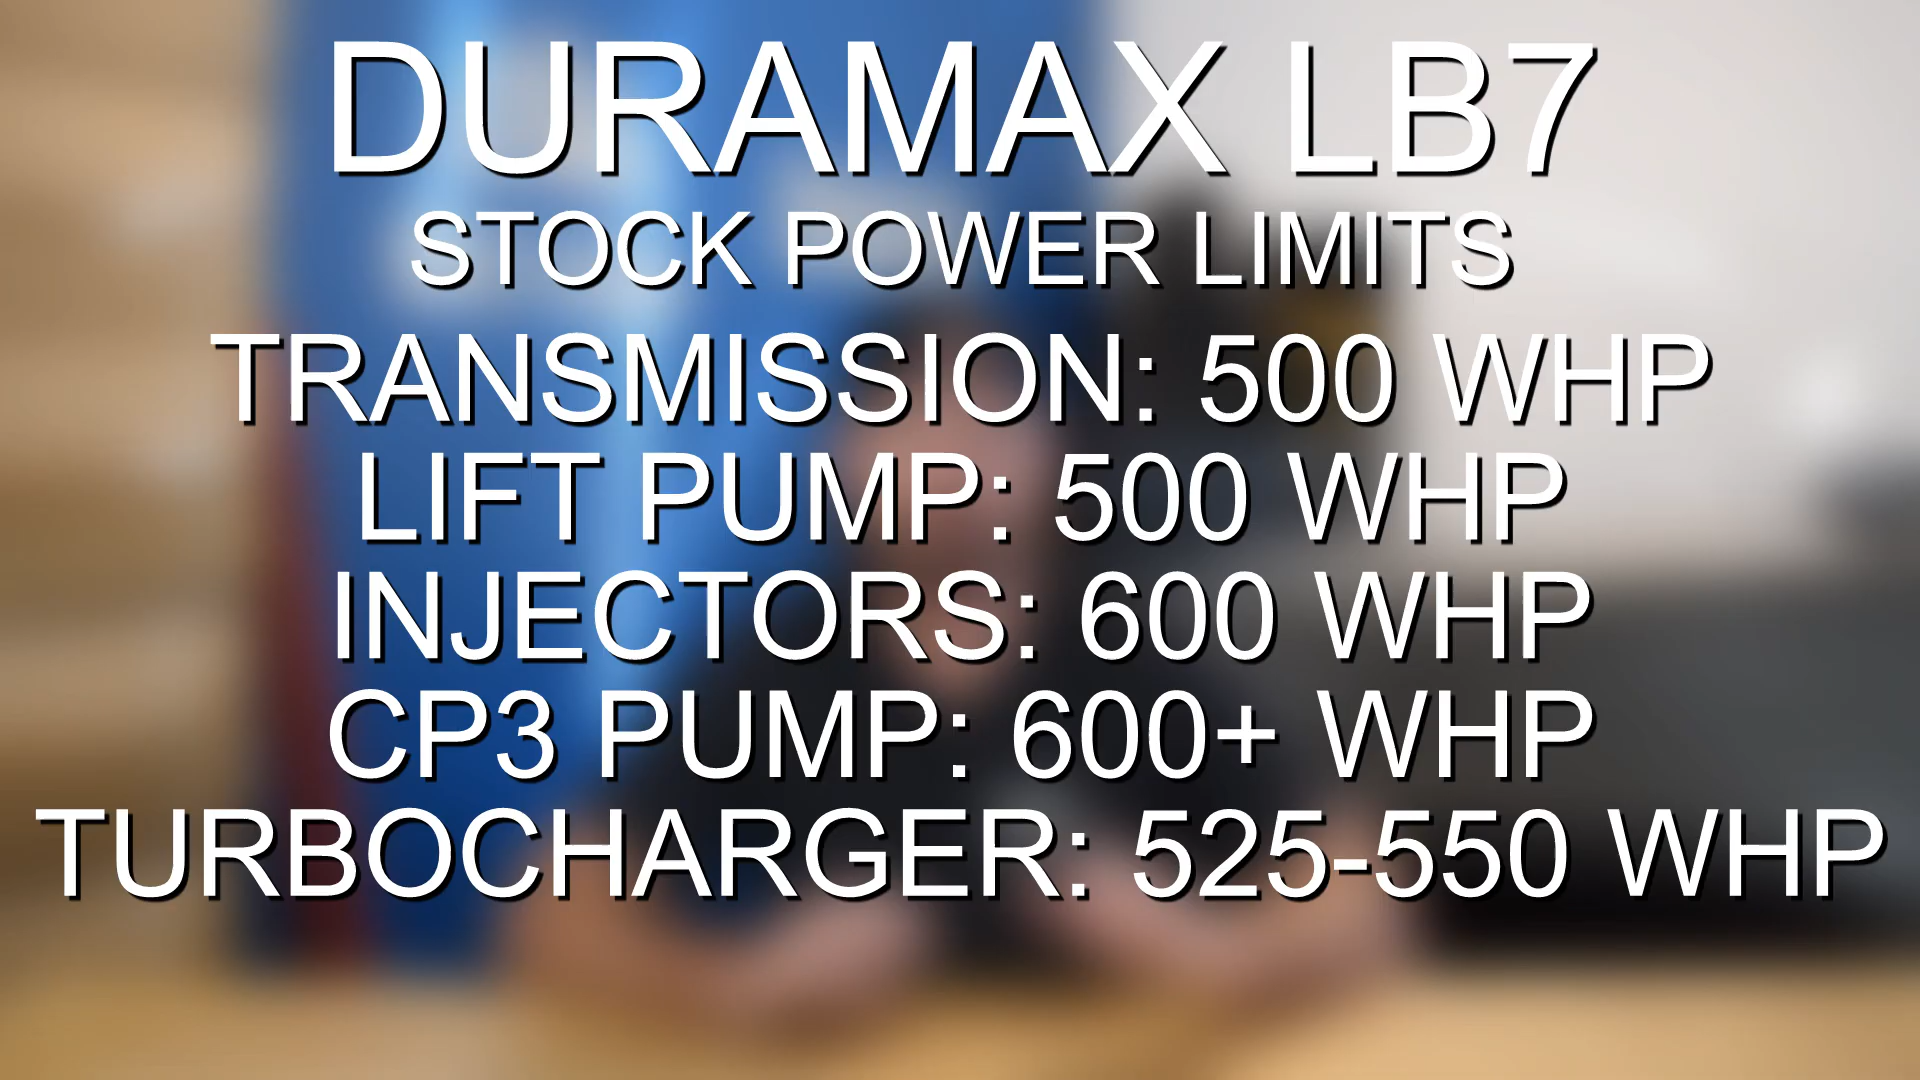 DURAMAX LB7
STOCK POWER LIMITS
TRANSMISSION: 500 WHP
LIFT PUMP: 500 WHP
INJECTORS: 600 WHP
CP3 PUMP: 600+ WHP
TURBOCHARGER: 525-550 WHP